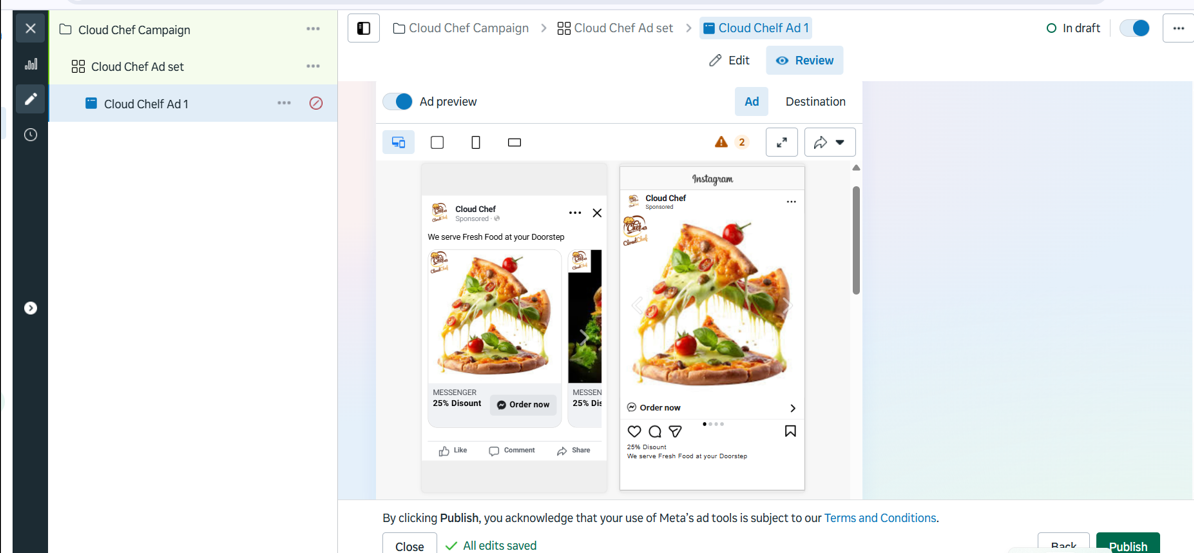 Cloud Chef Campaign
Cloud Chef Ad set
Cloud Chelf Ad 1
Cloud Chef Campaign
Cloud Chef Ad set
Cloud Chelf Ad 1
In draft
Edit
Review
Ad preview
Ad
Destination
2
Cloud Chef
Sponsored
We serve Fresh Food at your Doorstep
MESSENGER
25% Disount
Order now
MESSEN
25% Dis
Like
Comment
Share
Instagram
Cloud Chef
Sponsored
CloudChef
Order now
25% Disount
We serve Fresh Food at your Doorstep
By clicking Publish, you acknowledge that your use of Meta's ad tools is subject to our Terms and Conditions.
Close
All edits saved
Back
Publish